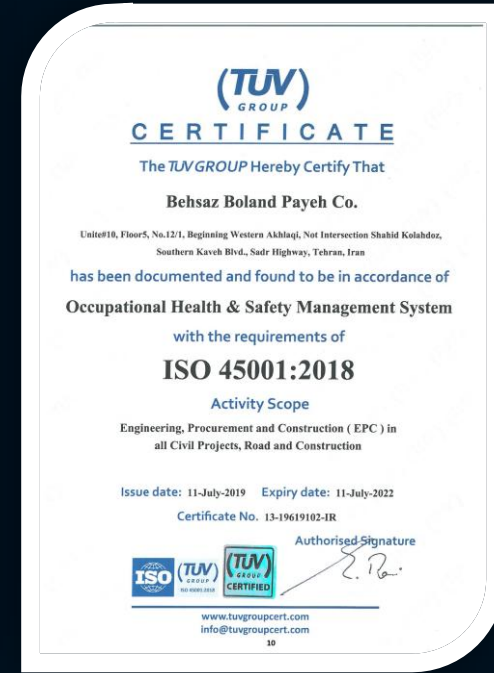 (TUV)
GROUP
CERTIFICATE
The TUV GROUP Hereby Certify That
Behsaz Boland Payeh Co.
Unite#10, Floor5, No.12/1, Beginning Western Akhlaqi, Not Intersection Shahid Kolahdoz,
Southern Kaveh Blvd., Sadr Highway, Tehran, Iran
has been documented and found to be in accordance of
Occupational Health & Safety Management System
with the requirements of
ISO 45001:2018
Activity Scope
Engineering, Procurement and Construction ( EPC ) in
all Civil Projects, Road and Construction
Issue date: 11-July-2019 Expiry date: 11-July-2022
Certificate No. 13-19619102-IR
Authorised Signature
ISO
(TUV)
GROUP
ISO 45001:2018
(TUV)
GROUP
CERTIFIED
www.tuvgroupcert.com
info@tuvgroupcert.com
10